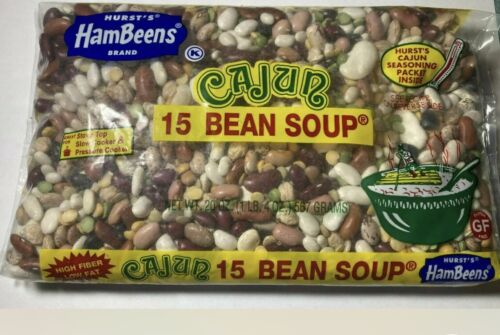 HURST'S®
HamBeens®
BRAND
K
HURST'S
CAJUN
SEASONING
PACKET
INSIDE
CAJUN
15 BEAN SOUP®
Stove Top
Slow Cooker &
Pressure Cooker
NET WT. 20 OZ. (1 LB. 4 OZ.) 567 GRAMS
GF
HIGH FIBER
LOW FAT
CAJUN 15 BEAN SOUP®
HURST'S®
HamBeens®